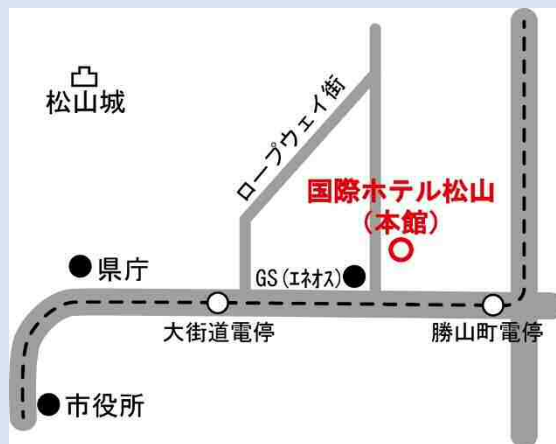 松山城
ロープウェイ街
国際ホテル松山
(本館)
県庁
GS(エネオス)
大街道電停
勝山町電停
市役所